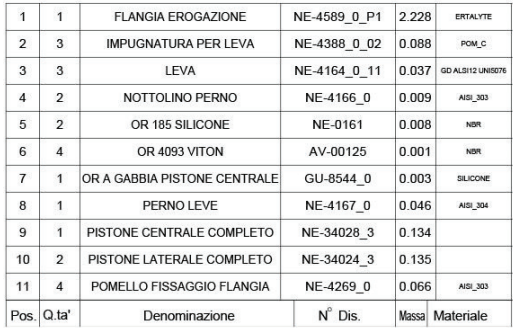 1 1 FLANGIA EROGAZIONE NE-4589_0_P1 2.228 ERTALYTE
2 3 IMPUGNATURA PER LEVA NE-4388_0_02 0.088 POM_C
3 3 LEVA NE-4164_0_11 0.037 GD ALSI12 UNI5076
4 2 NOTTOLINO PERNO NE-4166_0 0.009 AISI_303
5 2 OR 185 SILICONE NE-0161 0.008 NBR
6 4 OR 4093 VITON AV-00125 0.001 NBR
7 1 OR A GABBIA PISTONE CENTRALE GU-8544_0 0.003 SILICONE
8 1 PERNO LEVE NE-4167_0 0.046 AISI_304
9 1 PISTONE CENTRALE COMPLETO NE-34028_3 0.134
10 2 PISTONE LATERALE COMPLETO NE-34024_3 0.135
11 4 POMELLO FISSAGGIO FLANGIA NE-4269_0 0.066 AISI_303
Pos. Q.ta' Denominazione N° Dis. Massa Materiale